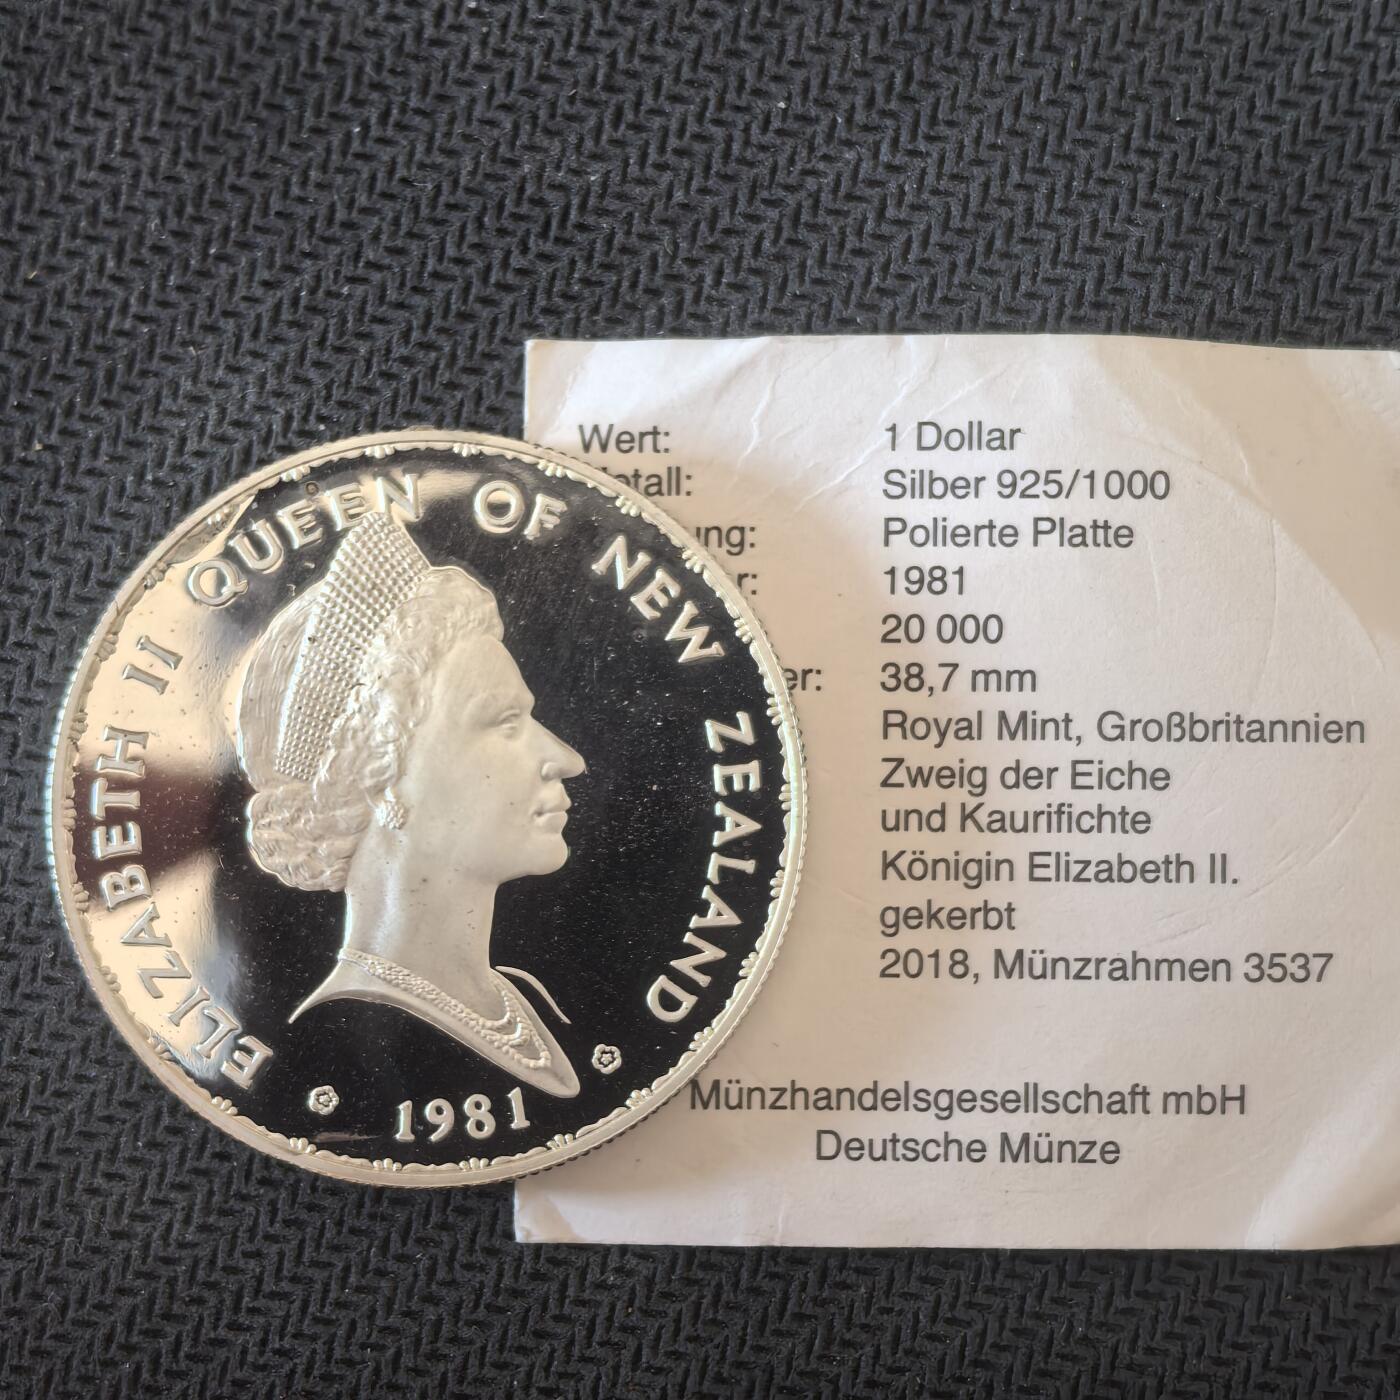 ELIZABETH II QUEEN OF NEW ZEALAND
1981
Wert: 1 Dollar
etall: Silber 925/1000
ung: Polierte Platte
r: 1981
20 000
er: 38,7 mm
Royal Mint, Großbritannien
Zweig der Eiche
und Kaurifichte
Königin Elizabeth II.
gekerbt
2018, Münzrahmen 3537
Münzhandelsgesellschaft mbH
Deutsche Münze